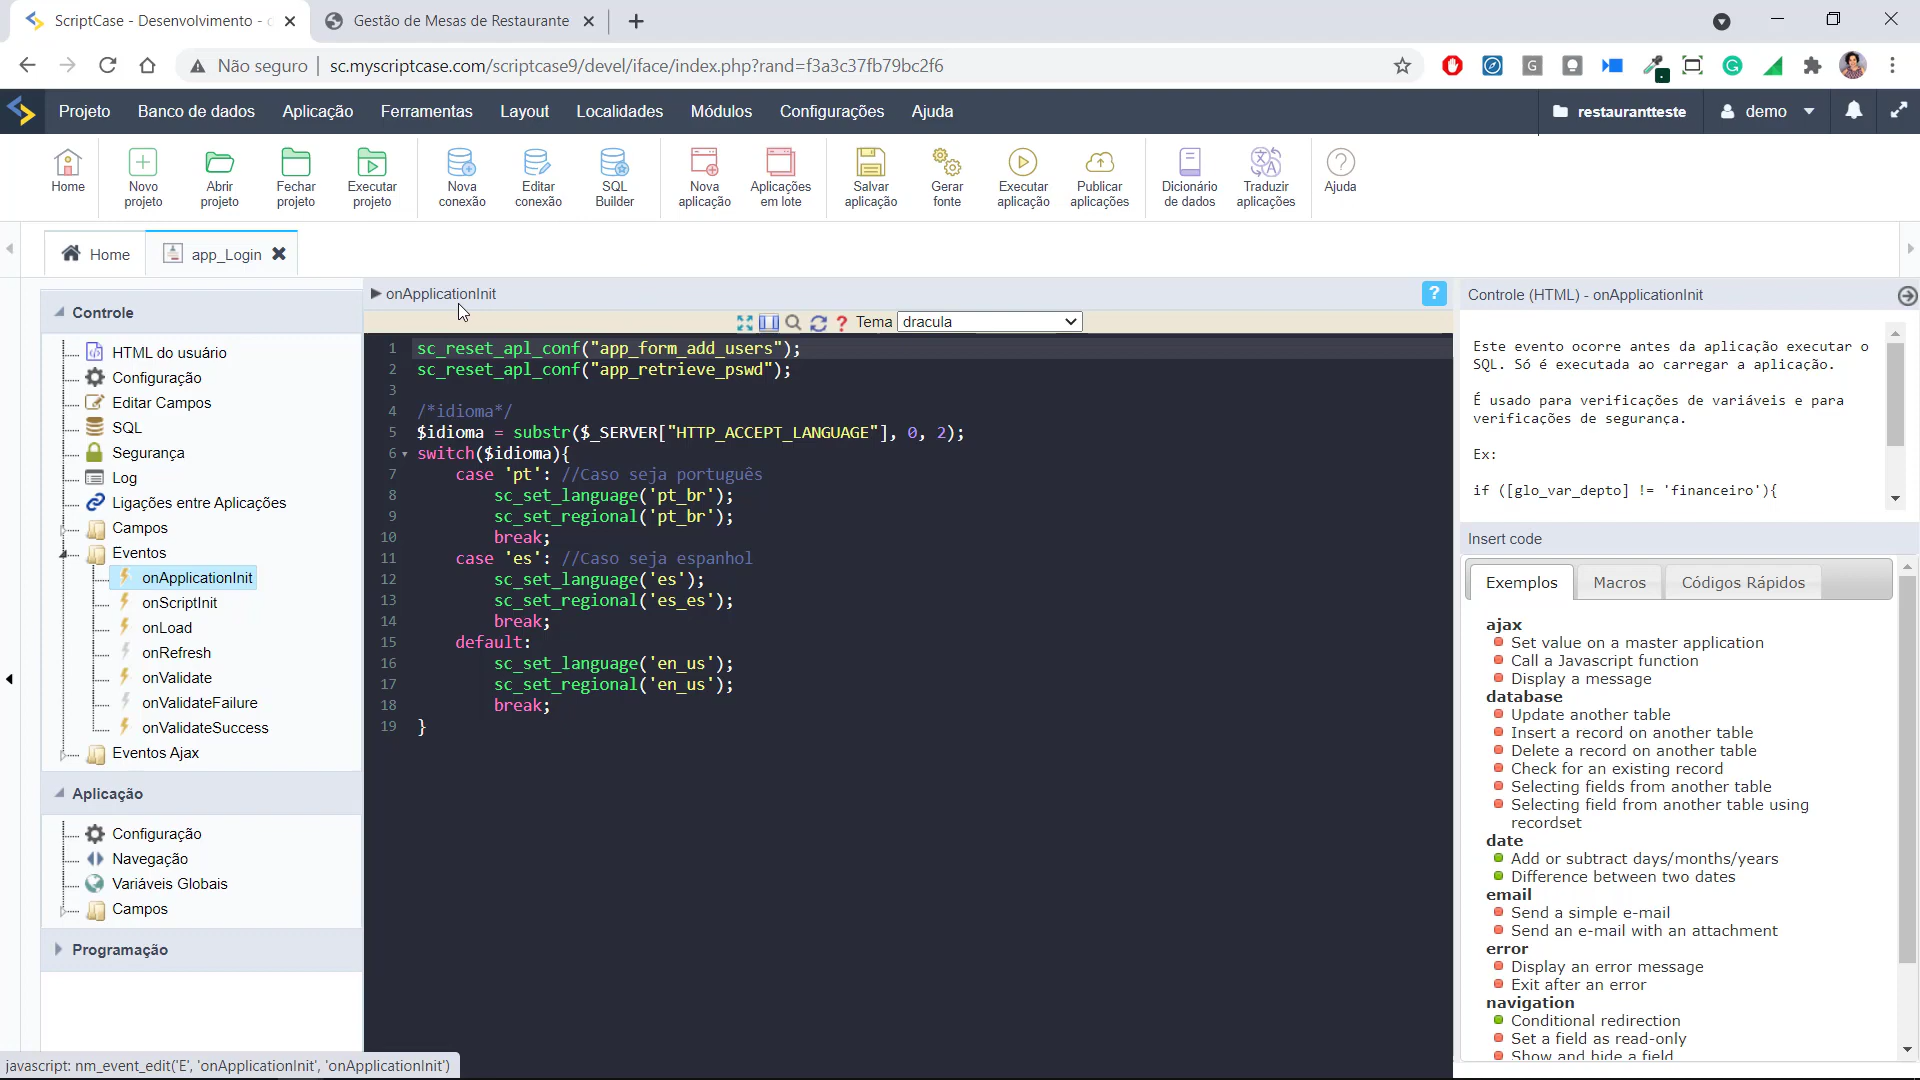 ScriptCase - Desenvolvimento -
Gestão de Mesas de Restaurante
Não seguro
sc.myscriptcase.com/scriptcase9/devel/iface/index.php?rand=f3a3c37fb79bc2f6
Projeto
Banco de dados
Aplicação
Ferramentas
Layout
Localidades
Módulos
Configurações
Ajuda
restaurantteste
demo
Home
Novo projeto
Abrir projeto
Fechar projeto
Executar projeto
Nova conexão
Editar conexão
SQL Builder
Nova aplicação
Aplicações em lote
Salvar aplicação
Gerar fonte
Executar aplicação
Publicar aplicações
Dicionário de dados
Traduzir aplicações
Ajuda
Home
app_Login
Controle
HTML do usuário
Configuração
Editar Campos
SQL
Segurança
Log
Ligações entre Aplicações
Campos
Eventos
onApplicationInit
onScriptInit
onLoad
onRefresh
onValidate
onValidateFailure
onValidateSuccess
Eventos Ajax
Aplicação
Configuração
Navegação
Variáveis Globais
Campos
Programação
onApplicationInit
?
? Tema dracula
1 sc_reset_apl_conf("app_form_add_users");
2 sc_reset_apl_conf("app_retrieve_pswd");
3
4 /*idioma*/
5 $idioma = substr($_SERVER["HTTP_ACCEPT_LANGUAGE"], 0, 2);
6 switch($idioma){
7 case 'pt': //Caso seja português
8 sc_set_language('pt_br');
9 sc_set_regional('pt_br');
10 break;
11 case 'es': //Caso seja espanhol
12 sc_set_language('es');
13 sc_set_regional('es_es');
14 break;
15 default:
16 sc_set_language('en_us');
17 sc_set_regional('en_us');
18 break;
19 }
Controle (HTML) - onApplicationInit
Este evento ocorre antes da aplicação executar o
SQL. Só é executada ao carregar a aplicação.
É usado para verificações de variáveis e para
verificações de segurança.
Ex:
if ([glo_var_depto] != 'financeiro'){
Insert code
Exemplos
Macros
Códigos Rápidos
ajax
Set value on a master application
Call a Javascript function
Display a message
database
Update another table
Insert a record on another table
Delete a record on another table
Check for an existing record
Selecting fields from another table
Selecting field from another table using
recordset
date
Add or subtract days/months/years
Difference between two dates
email
Send a simple e-mail
Send an e-mail with an attachment
error
Display an error message
Exit after an error
navigation
Conditional redirection
Set a field as read-only
Show and hide a field
javascript: nm_event_edit('E', 'onApplicationInit', 'onApplicationInit')